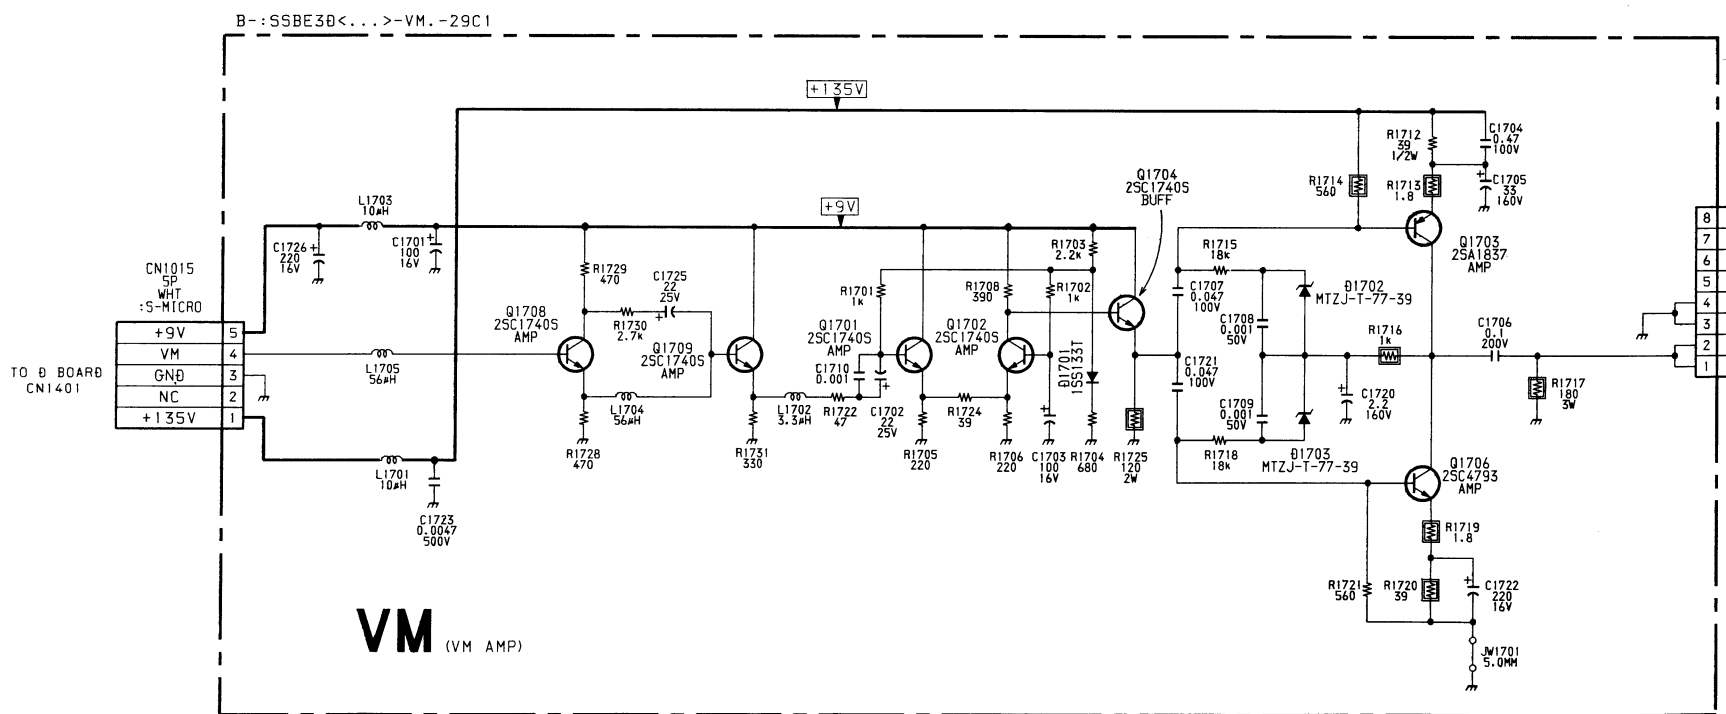 B-:SSBE3D<...>-VM.-29C1
+135V
R1712
39
1/2W
C1704
0.47
100V
Q1704
2SC1740S
BUFF
R1714
560
R1713
1.8
C1705
33
160V
L1703
10µH
+9V
C1726
220
16V
C1701
100
16V
R1703
2.2k
R1715
18k
Q1703
2SA1837
AMP
8
7
6
5
4
3
2
1
CN1015
5P
WHT
:S-MICRO
R1729
470
C1725
22
25V
R1701
1k
R1708
390
R1702
1k
C1707
0.047
100V
D1702
MTZJ-T-77-39
Q1708
2SC1740S
AMP
R1730
2.7k
Q1709
2SC1740S
AMP
Q1701
2SC1740S
AMP
Q1702
2SC1740S
AMP
C1708
0.001
50V
R1716
1k
C1706
0.1
200V
+9V 5
VM 4
GND 3
NC 2
+135V 1
TO D BOARD
CN1401
L1705
56µH
C1710
0.001
D1701
1SS133T
C1721
0.047
100V
L1704
56µH
L1702
3.3µH
R1722
47
C1702
22
25V
R1724
39
C1709
0.001
50V
C1720
2.2
160V
R1717
180
3W
R1728
470
R1731
330
R1705
220
R1706
220
C1703
100
16V
R1704
680
R1725
120
2W
R1718
18k
D1703
MTZJ-T-77-39
L1701
10µH
Q1706
2SC4793
AMP
C1723
0.0047
500V
R1719
1.8
R1721
560
R1720
39
C1722
220
16V
VM (VM AMP)
JW1701
5.0MM